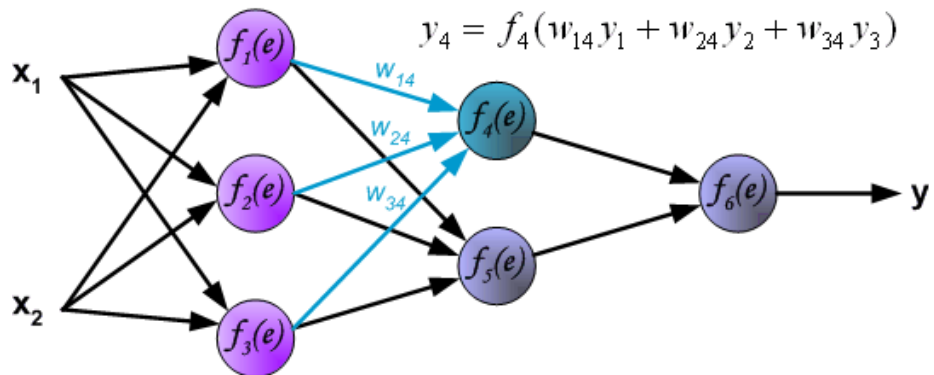 y₄ = f₄(w₁₄y₁ + w₂₄y₂ + w₃₄y₃)
f₁(e)
x₁
w₁₄
f₄(e)
w₂₄
f₂(e)
w₃₄
f₆(e)
y
f₅(e)
x₂
f₃(e)